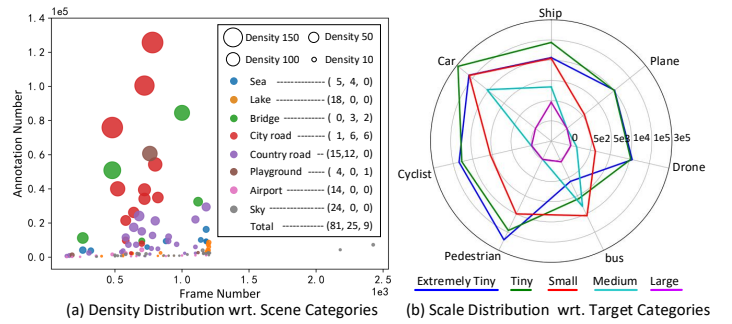 1e5
1.4
1.2
1.0
0.8
0.6
0.4
0.2
0.0
Annotation Number
0.5
1.0
1.5
2.0
2.5
1e3
Frame Number
Density 150
Density 50
Density 100
Density 10
Sea -------------- ( 5, 4, 0)
Lake -------------- (18, 0, 0)
Bridge -------------- ( 0, 3, 2)
City road -------------- ( 1, 6, 6)
Country road -- (15,12, 0)
Playground ------- ( 4, 0, 1)
Airport ------- (14, 0, 0)
Sky -------------- (24, 0, 0)
Total -------------- (81, 25, 9)
(a) Density Distribution wrt. Scene Categories
Ship
Plane
Car
0
5e2
5e3
1e4
1e5
3e5
Drone
Cyclist
Pedestrian
bus
Extremely Tiny
Tiny
Small
Medium
Large
(b) Scale Distribution wrt. Target Categories